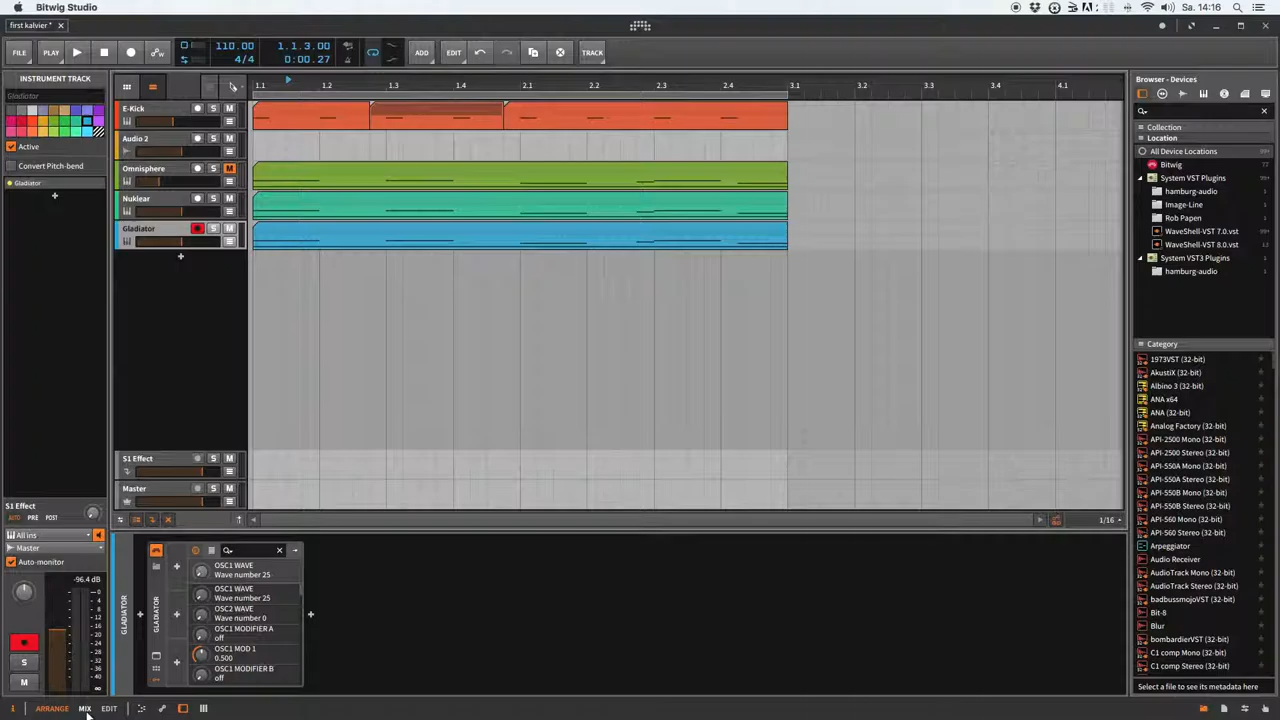 Bitwig Studio
Sa. 14:16
first kalvier *
FILE
PLAY
110.00
4/4
1.1.3.00
0:00.27
ADD
EDIT
TRACK
INSTRUMENT TRACK
Gladiator
Active
Convert Pitch-bend
Gladiator
S1 Effect
AUTO PRE POST
All ins
Master
Auto-monitor
-96.4 dB
S
M
1.1
1.2
1.3
1.4
2.1
2.2
2.3
2.4
3.1
3.2
3.3
3.4
4.1
E-Kick
S M
Audio 2
S M
Omnisphere
S M
Nuklear
S M
Gladiator
S M
S1 Effect
S M
Master
S M
1/16
GLADIATOR
GLADIATOR
OSC1 WAVE
Wave number 25
OSC1 WAVE
Wave number 25
OSC2 WAVE
Wave number 0
OSC1 MODIFIER A
off
OSC1 MOD 1
0.500
OSC1 MODIFIER B
off
Browser - Devices
Collection
Location
All Device Locations
Bitwig
System VST Plugins
hamburg-audio
Image-Line
Rob Papen
WaveShell-VST 7.0.vst
WaveShell-VST 8.0.vst
System VST3 Plugins
hamburg-audio
Category
1973VST (32-bit)
AkustiX (32-bit)
Albino 3 (32-bit)
ANA x64
ANA (32-bit)
Analog Factory (32-bit)
API-2500 Mono (32-bit)
API-2500 Stereo (32-bit)
API-550A Mono (32-bit)
API-550A Stereo (32-bit)
API-550B Mono (32-bit)
API-550B Stereo (32-bit)
API-560 Mono (32-bit)
API-560 Stereo (32-bit)
Arpeggiator
Audio Receiver
AudioTrack Mono (32-bit)
AudioTrack Stereo (32-bit)
badbussmojoVST (32-bit)
Bit-8
Blur
bombardierVST (32-bit)
C1 comp Mono (32-bit)
C1 comp Stereo (32-bit)
Select a file to see its metadata here
ARRANGE MIX EDIT